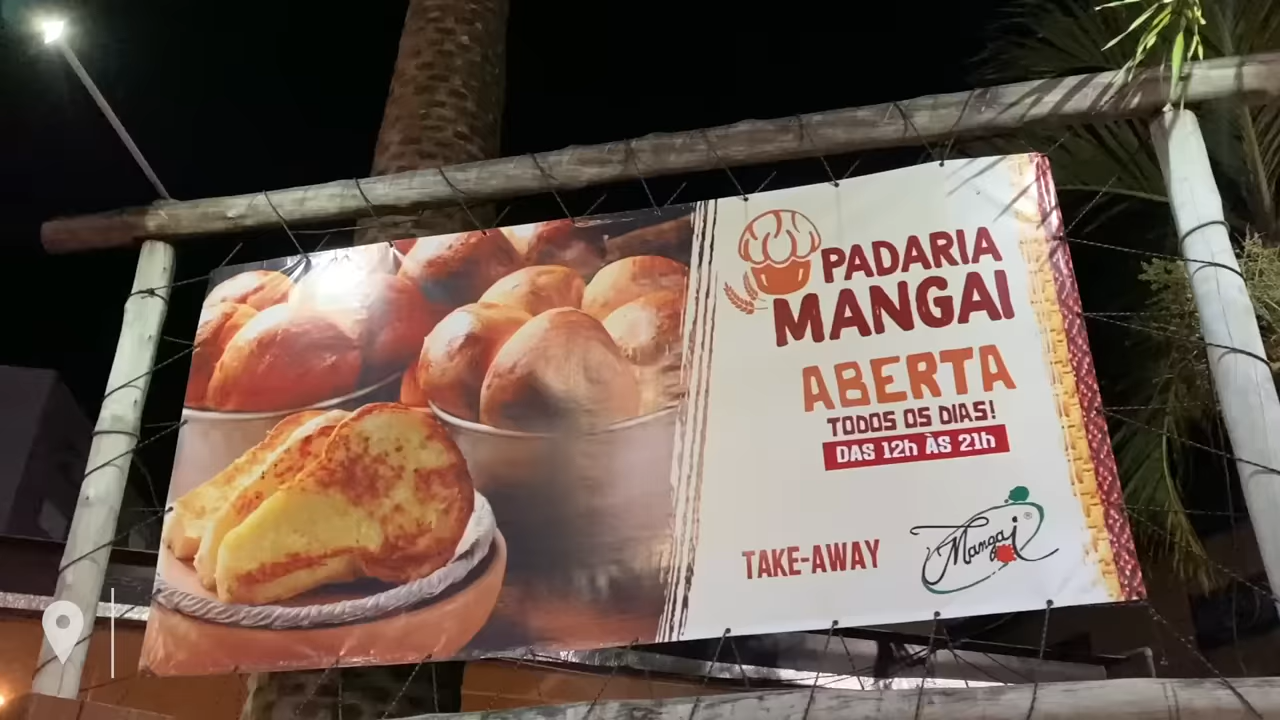 PADARIA
MANGAI
ABERTA
TODOS OS DIAS!
DAS 12h ÀS 21h
TAKE-AWAY
Mangai®